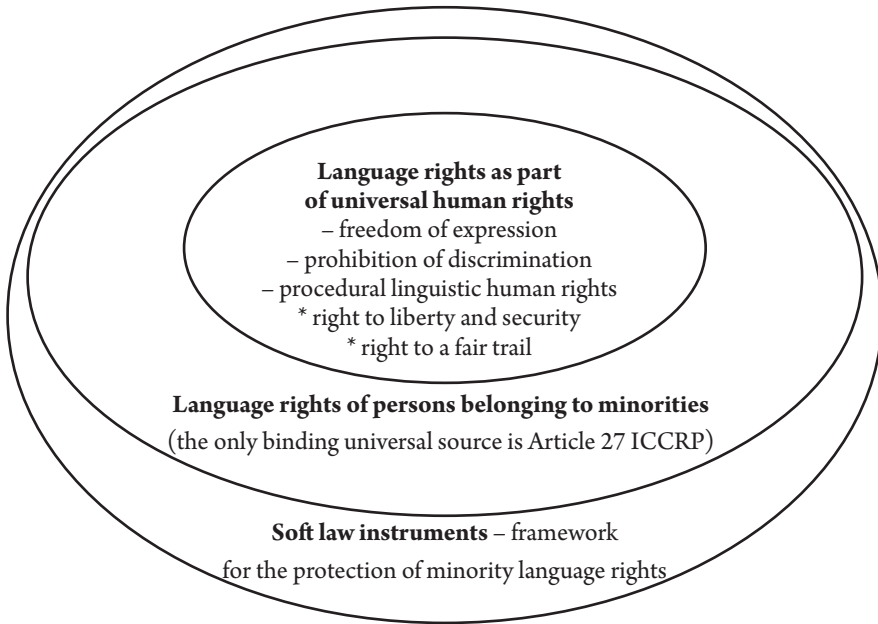 Language rights as part
of universal human rights
– freedom of expression
– prohibition of discrimination
– procedural linguistic human rights
* right to liberty and security
* right to a fair trail
Language rights of persons belonging to minorities
(the only binding universal source is Article 27 ICCRP)
Soft law instruments – framework
for the protection of minority language rights